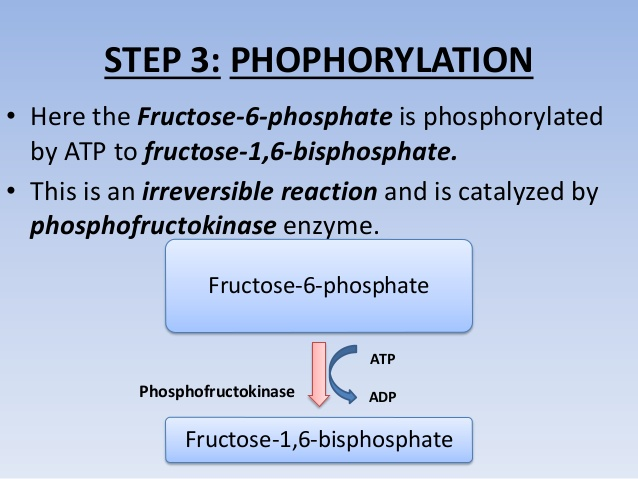 STEP 3: PHOPHORYLATION
• Here the Fructose-6-phosphate is phosphorylated
by ATP to fructose-1,6-bisphosphate.
• This is an irreversible reaction and is catalyzed by
phosphofructokinase enzyme.
Fructose-6-phosphate
ATP
Phosphofructokinase
ADP
Fructose-1,6-bisphosphate